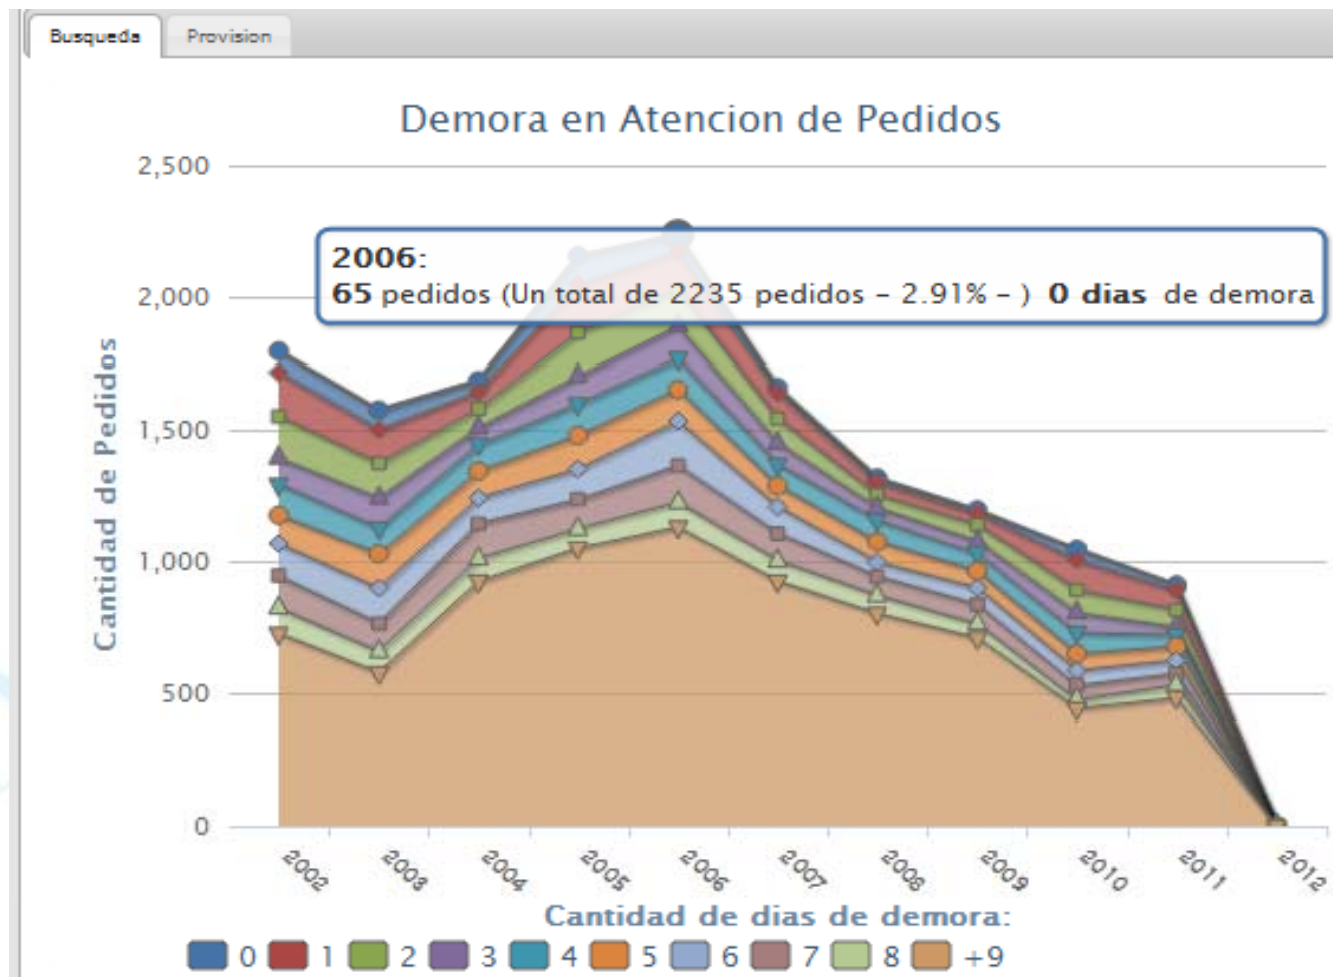 Busqueda Provision
Demora en Atencion de Pedidos
2,500
2006:
65 pedidos (Un total de 2235 pedidos - 2.91% - ) 0 dias de demora
2,000
1,500
1,000
500
0
Cantidad de Pedidos
2002 2003 2004 2005 2006 2007 2008 2009 2010 2011 2012
Cantidad de dias de demora:
0 1 2 3 4 5 6 7 8 +9